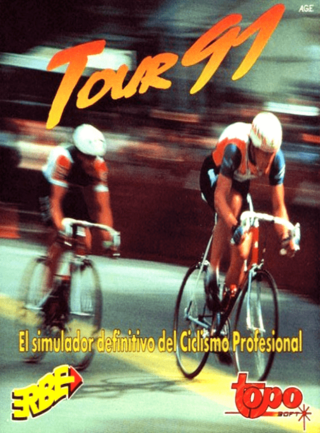 AGE
TOUR 91
El simulador definitivo del Ciclismo Profesional
ERBE
topo
SOFT